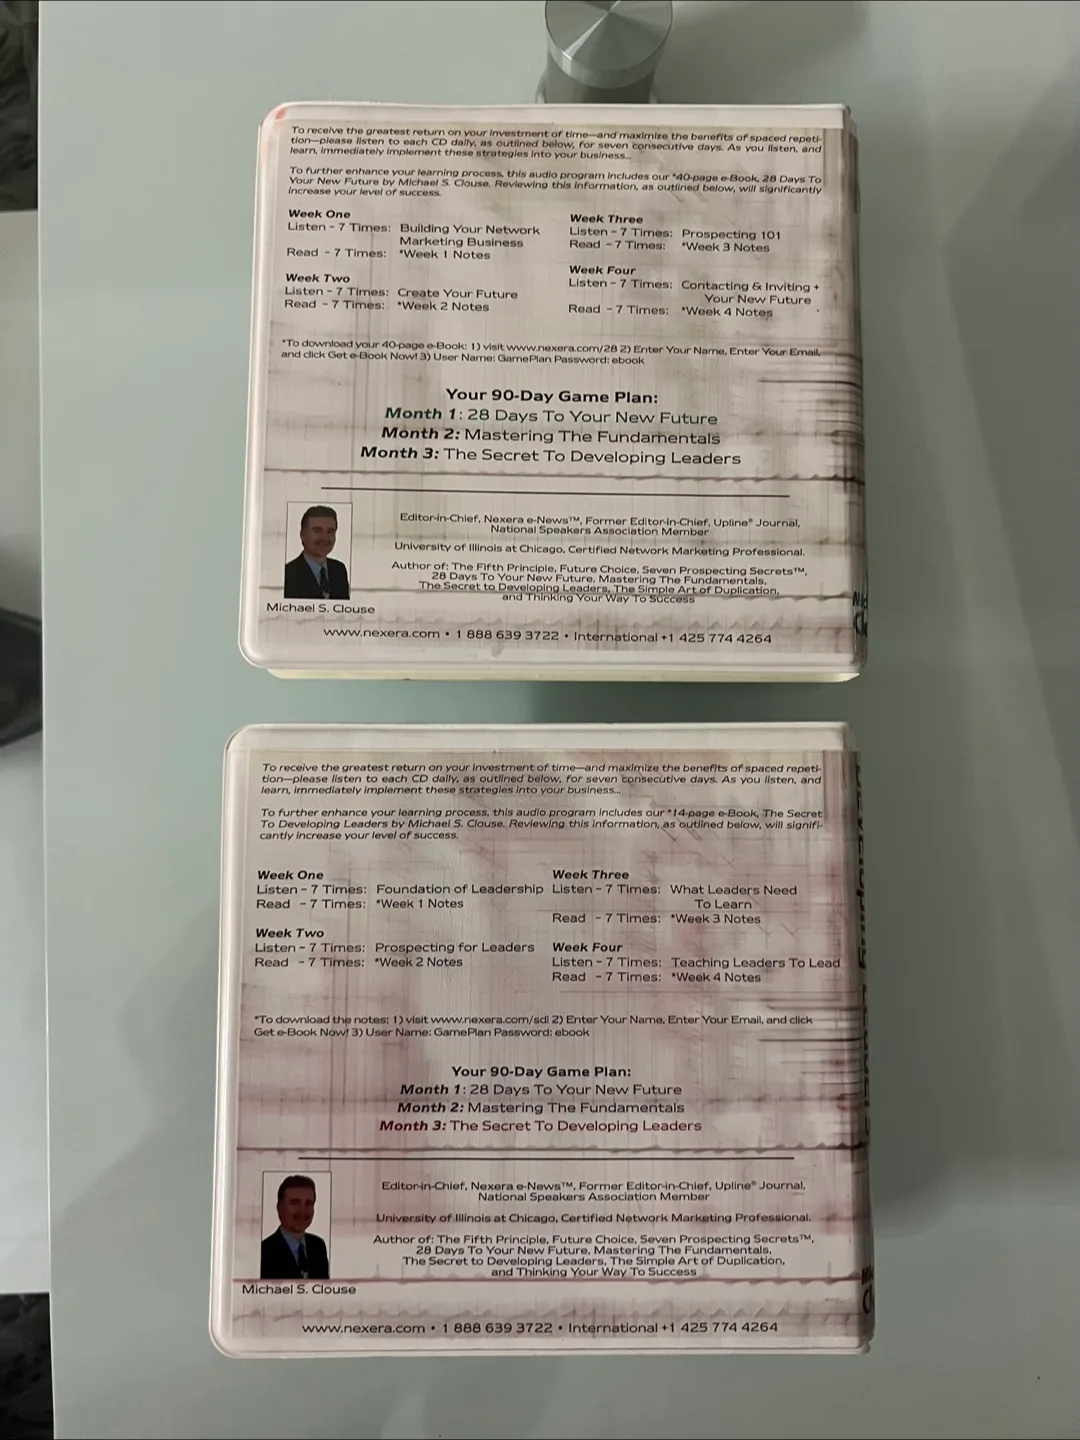 To receive the greatest return on your investment of time—and maximize the benefits of spaced repeti-
tion—please listen to each CD daily, as outlined below, for seven consecutive days. As you listen, and
learn, immediately implement these strategies into your business...
To further enhance your learning process, this audio program includes our *40-page e-Book, 28 Days To
Your New Future by Michael S. Clouse. Reviewing this information, as outlined below, will significantly
increase your level of success.
Week One
Listen - 7 Times: Building Your Network
Marketing Business
Read - 7 Times: *Week 1 Notes
Week Two
Listen - 7 Times: Create Your Future
Read - 7 Times: *Week 2 Notes
Week Three
Listen - 7 Times: Prospecting 101
Read - 7 Times: *Week 3 Notes
Week Four
Listen - 7 Times: Contacting & Inviting +
Your New Future
Read - 7 Times: *Week 4 Notes
*To download your 40-page e-Book: 1) visit www.nexera.com/28 2) Enter Your Name, Enter Your Email,
and click Get e-Book Now! 3) User Name: GamePlan Password: ebook
Your 90-Day Game Plan:
Month 1: 28 Days To Your New Future
Month 2: Mastering The Fundamentals
Month 3: The Secret To Developing Leaders
Editor-in-Chief, Nexera e-News™, Former Editor-in-Chief, Upline® Journal,
National Speakers Association Member
University of Illinois at Chicago, Certified Network Marketing Professional.
Author of: The Fifth Principle, Future Choice, Seven Prospecting Secrets™,
28 Days To Your New Future, Mastering The Fundamentals,
The Secret to Developing Leaders, The Simple Art of Duplication,
and Thinking Your Way To Success
Michael S. Clouse
www.nexera.com • 1 888 639 3722 • International +1 425 774 4264
To receive the greatest return on your investment of time—and maximize the benefits of spaced repeti-
tion—please listen to each CD daily, as outlined below, for seven consecutive days. As you listen, and
learn, immediately implement these strategies into your business...
To further enhance your learning process, this audio program includes our *14-page e-Book, The Secret
To Developing Leaders by Michael S. Clouse. Reviewing this information, as outlined below, will signifi-
cantly increase your level of success.
Week One
Listen - 7 Times: Foundation of Leadership
Read - 7 Times: *Week 1 Notes
Week Two
Listen - 7 Times: Prospecting for Leaders
Read - 7 Times: *Week 2 Notes
Week Three
Listen - 7 Times: What Leaders Need
To Learn
Read - 7 Times: *Week 3 Notes
Week Four
Listen - 7 Times: Teaching Leaders To Lead
Read - 7 Times: *Week 4 Notes
*To download the notes: 1) visit www.nexera.com/sdl 2) Enter Your Name, Enter Your Email, and click
Get e-Book Now! 3) User Name: GamePlan Password: ebook
Your 90-Day Game Plan:
Month 1: 28 Days To Your New Future
Month 2: Mastering The Fundamentals
Month 3: The Secret To Developing Leaders
Editor-in-Chief, Nexera e-News™, Former Editor-in-Chief, Upline® Journal,
National Speakers Association Member
University of Illinois at Chicago, Certified Network Marketing Professional.
Author of: The Fifth Principle, Future Choice, Seven Prospecting Secrets™,
28 Days To Your New Future, Mastering The Fundamentals,
The Secret to Developing Leaders, The Simple Art of Duplication,
and Thinking Your Way To Success
Michael S. Clouse
www.nexera.com • 1 888 639 3722 • International +1 425 774 4264